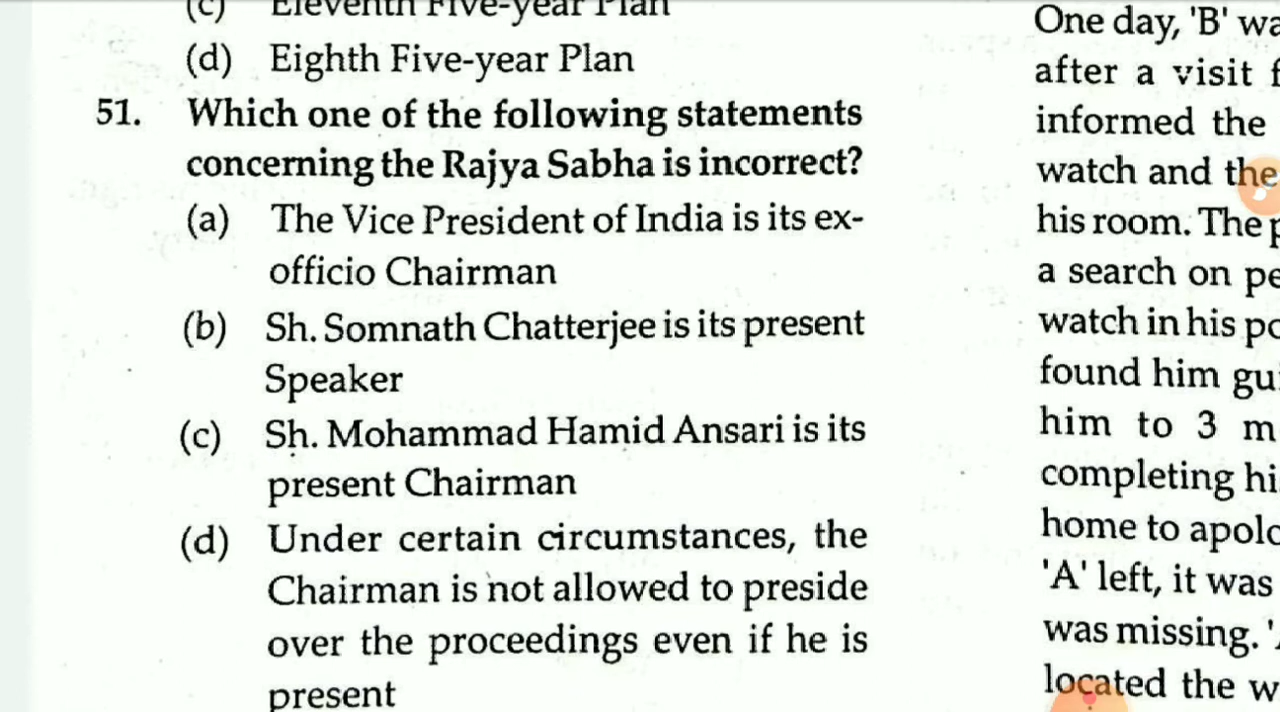 (c) Eleventh Five-year Plan
(d) Eighth Five-year Plan
51. Which one of the following statements
concerning the Rajya Sabha is incorrect?
(a) The Vice President of India is its ex-
officio Chairman
(b) Sh. Somnath Chatterjee is its present
Speaker
(c) Sh. Mohammad Hamid Ansari is its
present Chairman
(d) Under certain circumstances, the
Chairman is not allowed to preside
over the proceedings even if he is
present
One day, 'B'
after a visit
informed the
watch and the
his room. The
a search on
watch in his
found him
him to 3
completing
home to
'A' left, it was
was missing.
located the